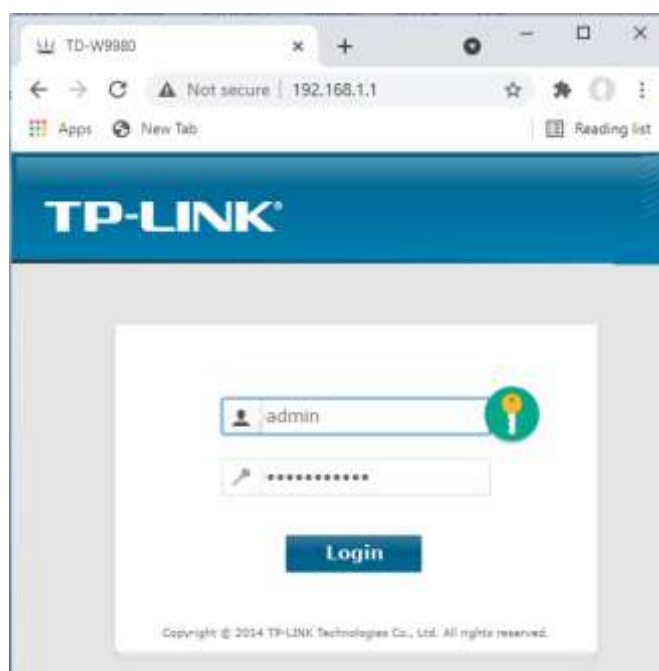 TD-W9980
Not secure | 192.168.1.1
Apps New Tab Reading list
TP-LINK®
admin
•••••••••••
Login
Copyright © 2014 TP-LINK Technologies Co., Ltd. All rights reserved.